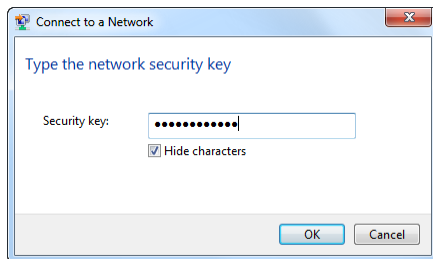 Connect to a Network
Type the network security key
Security key: ••••••••••••
Hide characters
OK Cancel